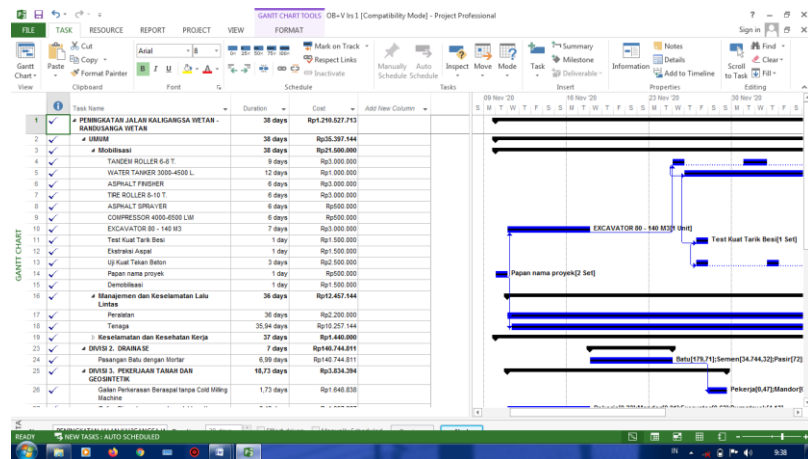 GANTT CHART TOOLS OB+V Irs 1 [Compatibility Mode] - Project Professional
FILE TASK RESOURCE REPORT PROJECT VIEW FORMAT Sign in
Gantt Chart
Paste
Cut
Copy
Format Painter
Arial 8
B I U A
0% 25% 50% 75% 100%
Mark on Track
Respect Links
Inactivate
Manually Schedule
Auto Schedule
Inspect Move Mode
Task
Summary
Milestone
Deliverable
Information
Notes
Details
Add to Timeline
Scroll to Task
Find
Clear
Fill
View Clipboard Font Schedule Tasks Insert Properties Editing
Task Name Duration Cost Add New Column
09 Nov '20 16 Nov '20 23 Nov '20 30 Nov '20
S M T W T F S S M T W T F S S M T W T F S S M T W T F S
1 PENINGKATAN JALAN KALIGANGSA WETAN - RANDUSANGA WETAN 38 days Rp1.210.527.713
2 UMUM 38 days Rp35.397.144
3 Mobilisasi 38 days Rp21.500.000
4 TANDEM ROLLER 6-8 T. 9 days Rp3.000.000
5 WATER TANKER 3000-4500 L. 12 days Rp1.000.000
6 ASPHALT FINISHER 6 days Rp3.000.000
7 TIRE ROLLER 8-10 T. 6 days Rp3.000.000
8 ASPHALT SPRAYER 6 days Rp500.000
9 COMPRESSOR 4000-6500 L\M 6 days Rp500.000
10 EXCAVATOR 80 - 140 M3 7 days Rp3.000.000
11 Test Kuat Tarik Besi 1 day Rp1.500.000
12 Ekstraksi Aspal 1 day Rp1.500.000
13 Uji Kuat Tekan Beton 3 days Rp2.500.000
14 Papan nama proyek 1 day Rp500.000
15 Demobilisasi 1 day Rp1.500.000
16 Manajemen dan Keselamatan Lalu Lintas 36 days Rp12.457.144
17 Peralatan 36 days Rp2.200.000
18 Tenaga 35,94 days Rp10.257.144
19 Keselamatan dan Kesehatan Kerja 37 days Rp1.440.000
23 DIVISI 2. DRAINASE 7 days Rp140.744.811
24 Pasangan Batu dengan Mortar 6,99 days Rp140.744.811
25 DIVISI 3. PEKERJAAN TANAH DAN GEOSINTETIK 18,73 days Rp3.834.394
26 Galian Perkerasan Beraspal tanpa Cold Milling Machine 1,73 days Rp1.646.838
EXCAVATOR 80 - 140 M3[1 Unit]
Test Kuat Tarik Besi[1 Set]
Papan nama proyek[2 Set]
Batu[179,71];Semen[34.744,32];Pasir[72]
Pekerja[0,47];Mandor[
GANTT CHART
READY NEW TASKS : AUTO SCHEDULED
IN 9:38